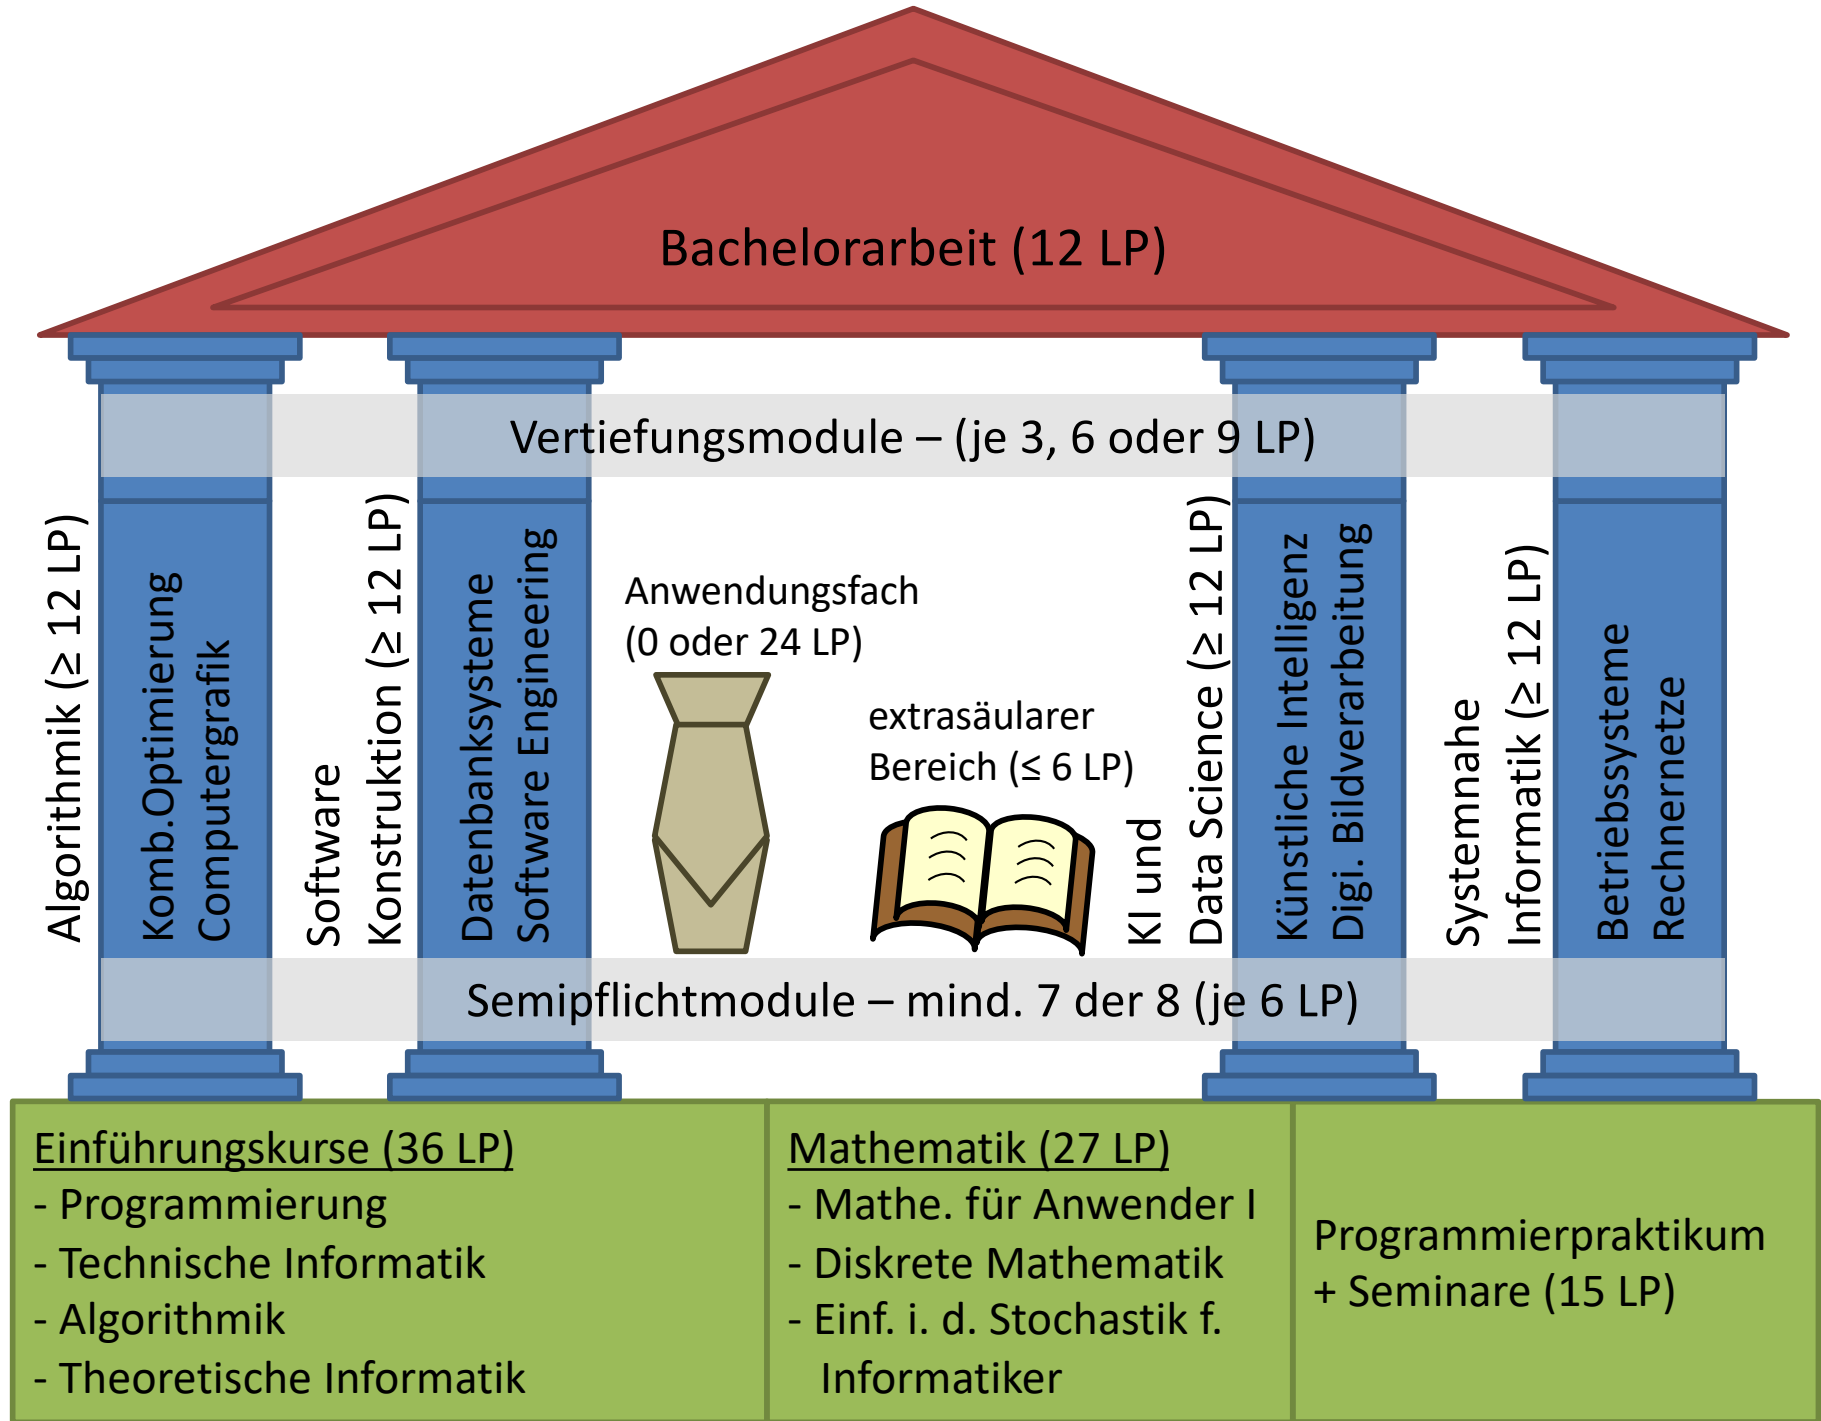 Bachelorarbeit (12 LP)
Vertiefungsmodule – (je 3, 6 oder 9 LP)
Algorithmik (≥ 12 LP)
Komb.Optimierung
Computergrafik
Software
Konstruktion (≥ 12 LP)
Datenbanksysteme
Software Engineering
Anwendungsfach
(0 oder 24 LP)
extrasäularer
Bereich (≤ 6 LP)
KI und
Data Science (≥ 12 LP)
Künstliche Intelligenz
Digi. Bildverarbeitung
Systemnahe
Informatik (≥ 12 LP)
Betriebssysteme
Rechnernetze
Semipflichtmodule – mind. 7 der 8 (je 6 LP)
Einführungskurse (36 LP)
- Programmierung
- Technische Informatik
- Algorithmik
- Theoretische Informatik
Mathematik (27 LP)
- Mathe. für Anwender I
- Diskrete Mathematik
- Einf. i. d. Stochastik f.
Informatiker
Programmierpraktikum
+ Seminare (15 LP)